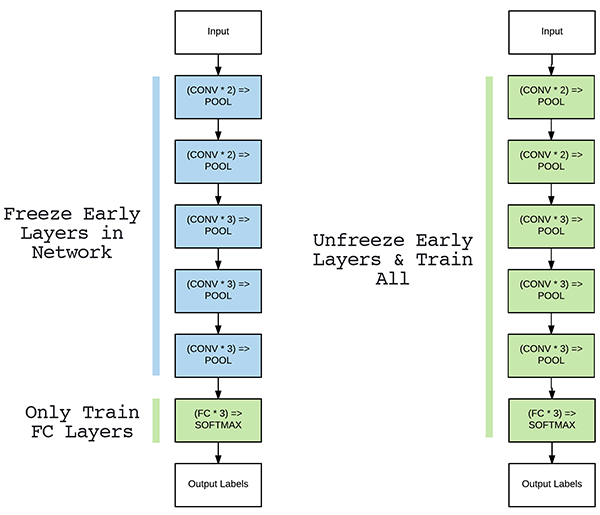 Input
(CONV * 2) =>
POOL
(CONV * 2) =>
POOL
(CONV * 3) =>
POOL
(CONV * 3) =>
POOL
(CONV * 3) =>
POOL
(FC * 3) =>
SOFTMAX
Output Labels
Freeze Early
Layers in
Network
Only Train
FC Layers
Input
(CONV * 2) =>
POOL
(CONV * 2) =>
POOL
(CONV * 3) =>
POOL
(CONV * 3) =>
POOL
(CONV * 3) =>
POOL
(FC * 3) =>
SOFTMAX
Output Labels
Unfreeze Early
Layers & Train
All